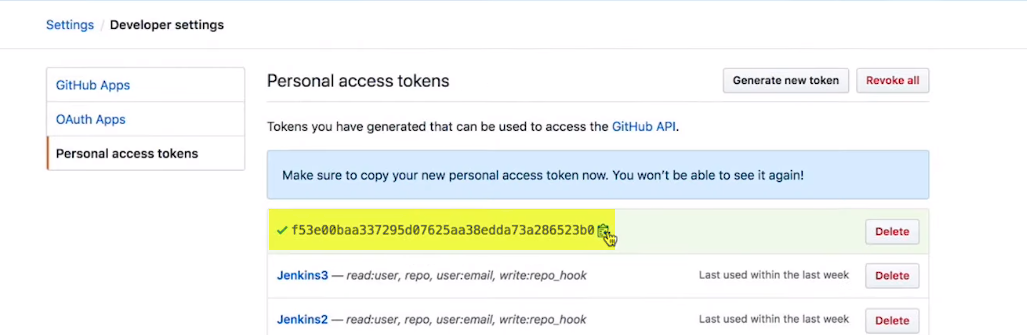 Settings / Developer settings
GitHub Apps
OAuth Apps
Personal access tokens
Personal access tokens
Generate new token
Revoke all
Tokens you have generated that can be used to access the GitHub API.
Make sure to copy your new personal access token now. You won't be able to see it again!
✓ f53e00baa337295d07625aa38edda73a286523b0
Delete
Jenkins3 — read:user, repo, user:email, write:repo_hook
Last used within the last week
Delete
Jenkins2 — read:user, repo, user:email, write:repo_hook
Last used within the last week
Delete